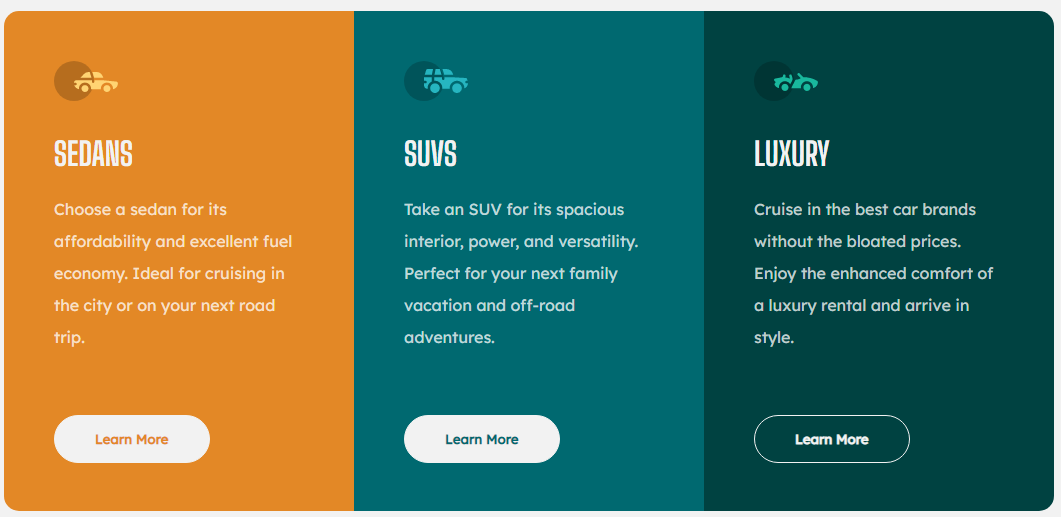 SEDANS
Choose a sedan for its
affordability and excellent fuel
economy. Ideal for cruising in
the city or on your next road
trip.
Learn More
SUVS
Take an SUV for its spacious
interior, power, and versatility.
Perfect for your next family
vacation and off-road
adventures.
Learn More
LUXURY
Cruise in the best car brands
without the bloated prices.
Enjoy the enhanced comfort of
a luxury rental and arrive in
style.
Learn More